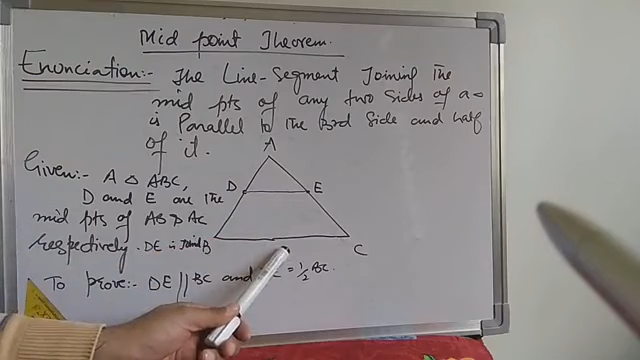 Mid point Theorem.
Enunciation:- The Line-Segment Joining The
mid pts of any two Sides of a △
is Parallel to the 3rd Side and half
of it.
A
Given:- A △ ABC,
D E
D and E are the
mid pts of AB & AC
respectively. DE is joined
B C
To prove:- DE || BC and = 1/2 BC.